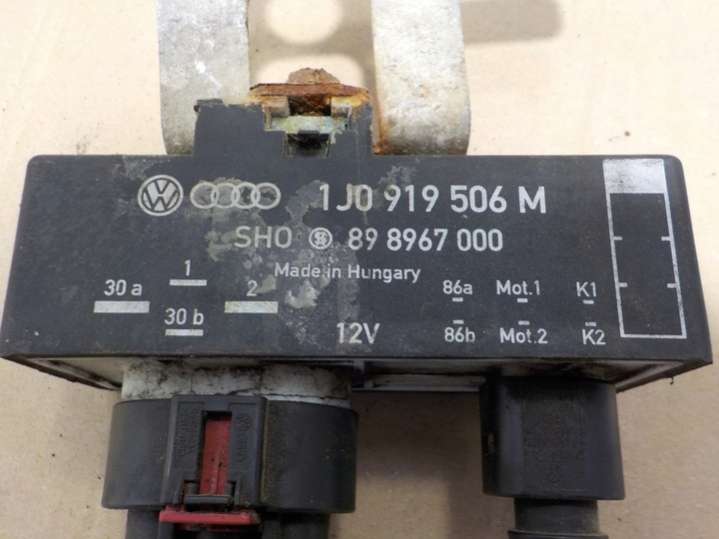 1J0 919 506 M
SHO 89 8967 000
Made in Hungary
30 a 1 2 86a Mot.1 K1
30 b 12V 86b Mot.2 K2